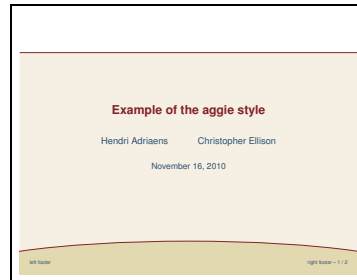 Example of the aggie style
Hendri Adriaens Christopher Ellison
November 16, 2010
left footer right footer – 1 / 2